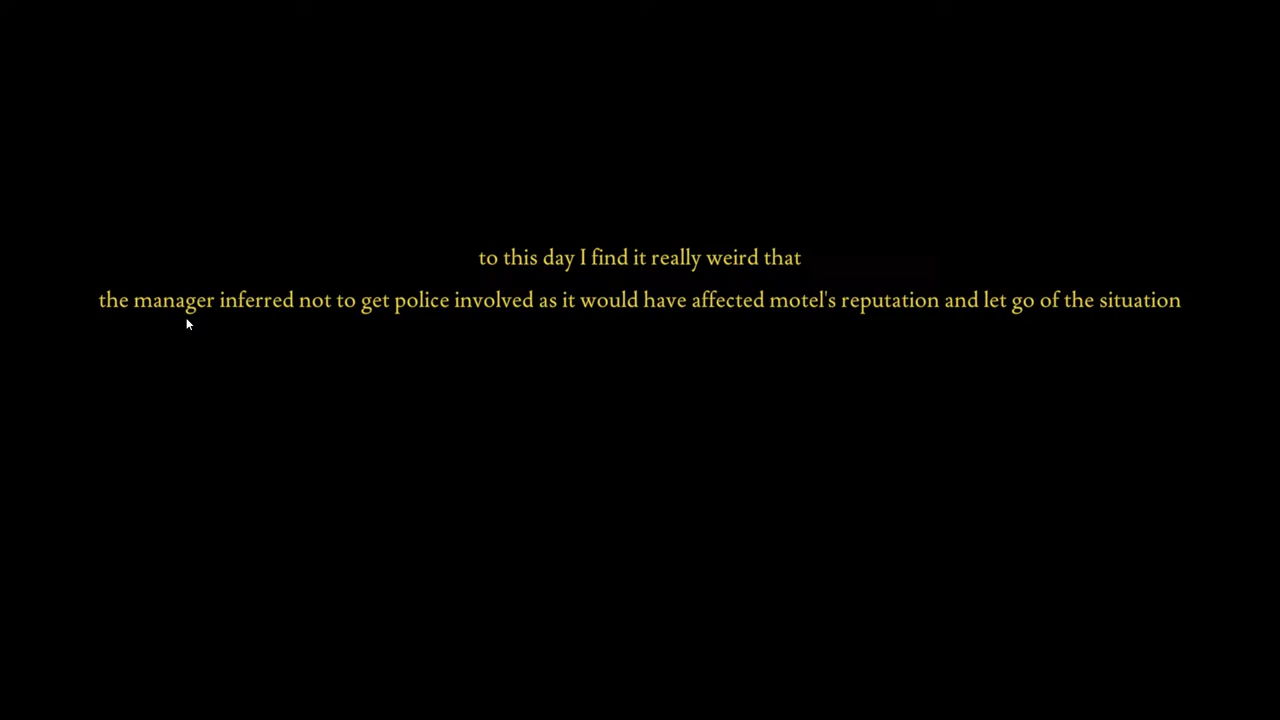 to this day I find it really weird that
the manager inferred not to get police involved as it would have affected motel's reputation and let go of the situation